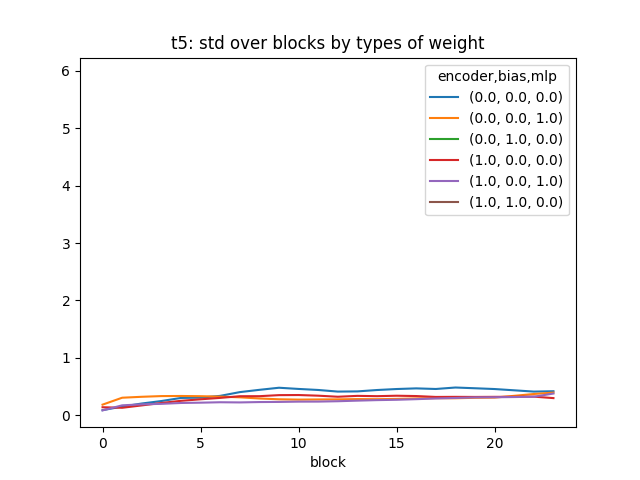 t5: std over blocks by types of weight
encoder,bias,mlp
(0.0, 0.0, 0.0)
(0.0, 0.0, 1.0)
(0.0, 1.0, 0.0)
(1.0, 0.0, 0.0)
(1.0, 0.0, 1.0)
(1.0, 1.0, 0.0)
6
5
4
3
2
1
0
0 5 10 15 20
block